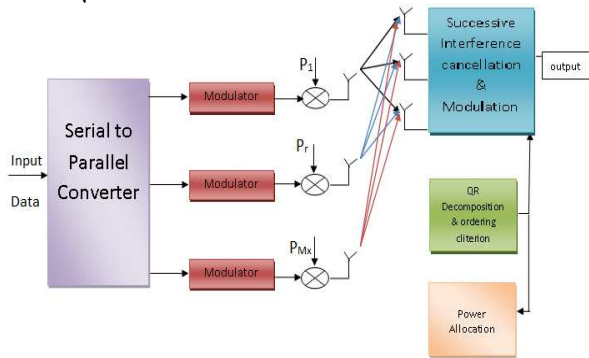 Input
Data
Serial to
Parallel
Converter
Modulator
Modulator
Modulator
P1
Pr
PMx
Successive
Interference
cancellation
&
Modulation
output
QR
Decomposition
& ordering
cliterion
Power
Allocation